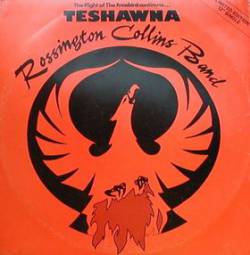 The Flight of The Freebird continues....
TESHAWNA
Rossington Collins Band